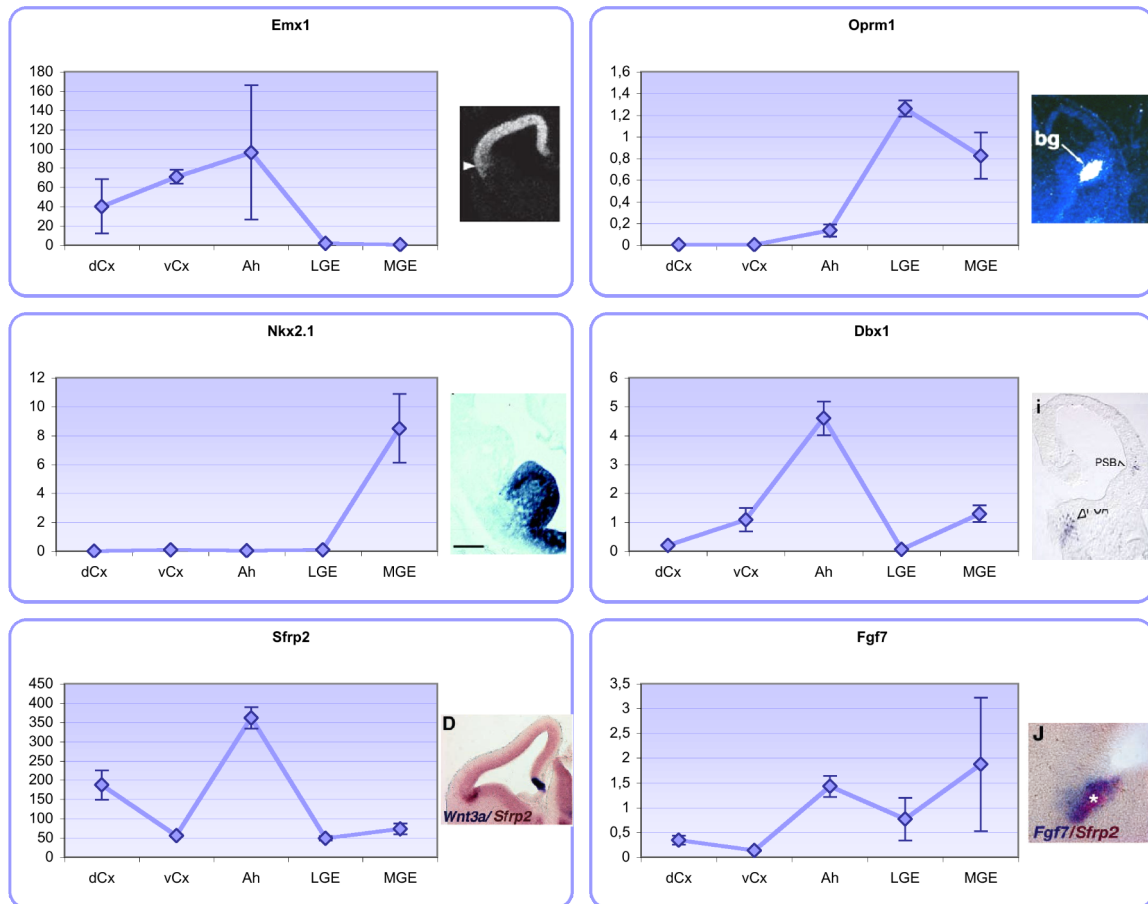 Emx1
180
160
140
120
100
80
60
40
20
0
dCx vCx Ah LGE MGE
Oprm1
1,6
1,4
1,2
1
0,8
0,6
0,4
0,2
0
dCx vCx Ah LGE MGE
bg
Nkx2.1
12
10
8
6
4
2
0
dCx vCx Ah LGE MGE
Dbx1
6
5
4
3
2
1
0
dCx vCx Ah LGE MGE
i
PSB
Sfrp2
450
400
350
300
250
200
150
100
50
0
dCx vCx Ah LGE MGE
D
Wnt3a/Sfrp2
Fgf7
3,5
3
2,5
2
1,5
1
0,5
0
dCx vCx Ah LGE MGE
J
*
Fgf7/Sfrp2